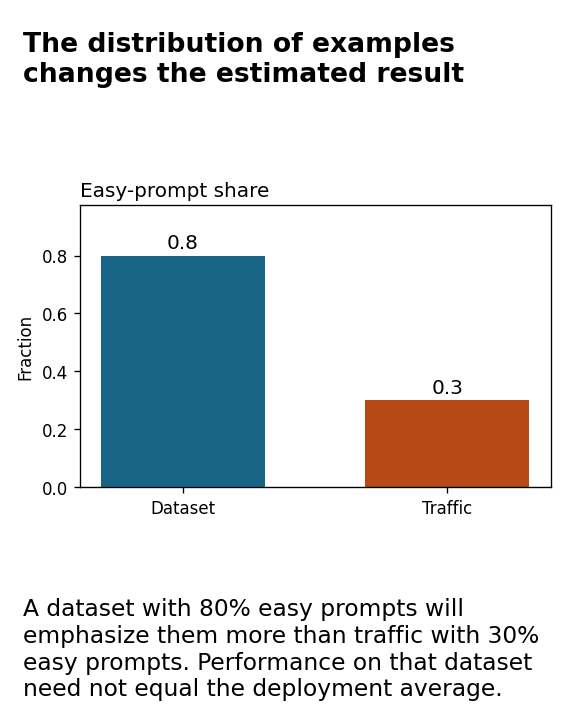 The distribution of examples
changes the estimated result
Easy-prompt share
0.8
0.3
0.8
0.6
0.4
0.2
0.0
Fraction
Dataset
Traffic
A dataset with 80% easy prompts will
emphasize them more than traffic with 30%
easy prompts. Performance on that dataset
need not equal the deployment average.